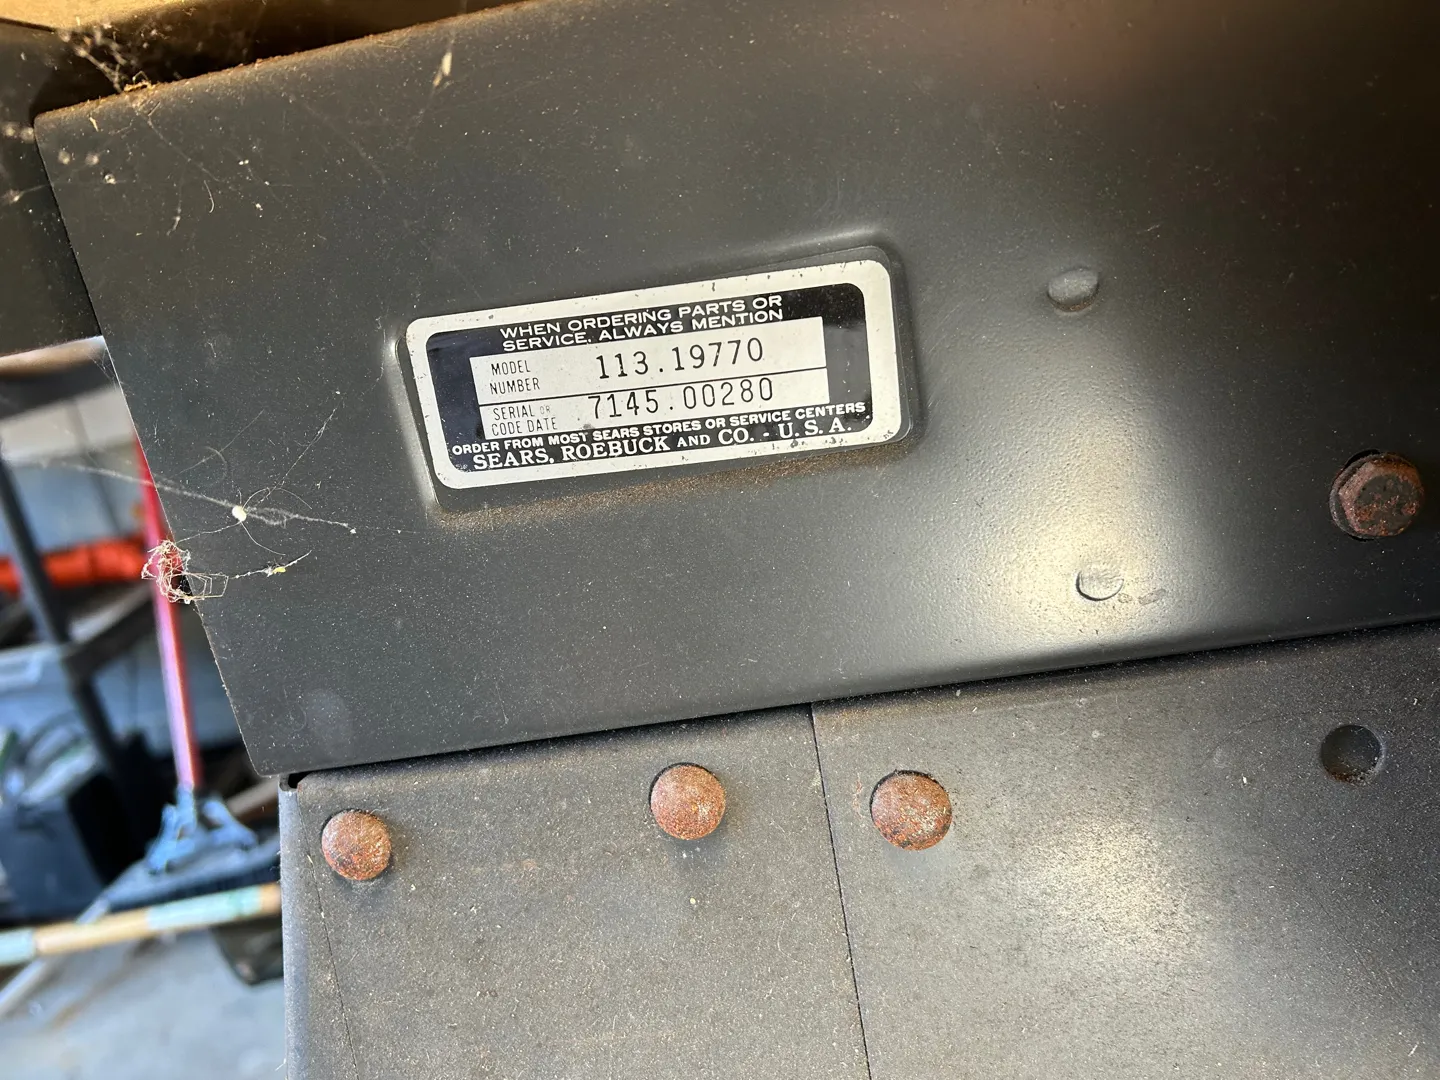 WHEN ORDERING PARTS OR
SERVICE, ALWAYS MENTION
MODEL
NUMBER 113.19770
SERIAL OR
CODE DATE 7145.00280
ORDER FROM MOST SEARS STORES OR SERVICE CENTERS
SEARS, ROEBUCK AND CO. - U.S.A.